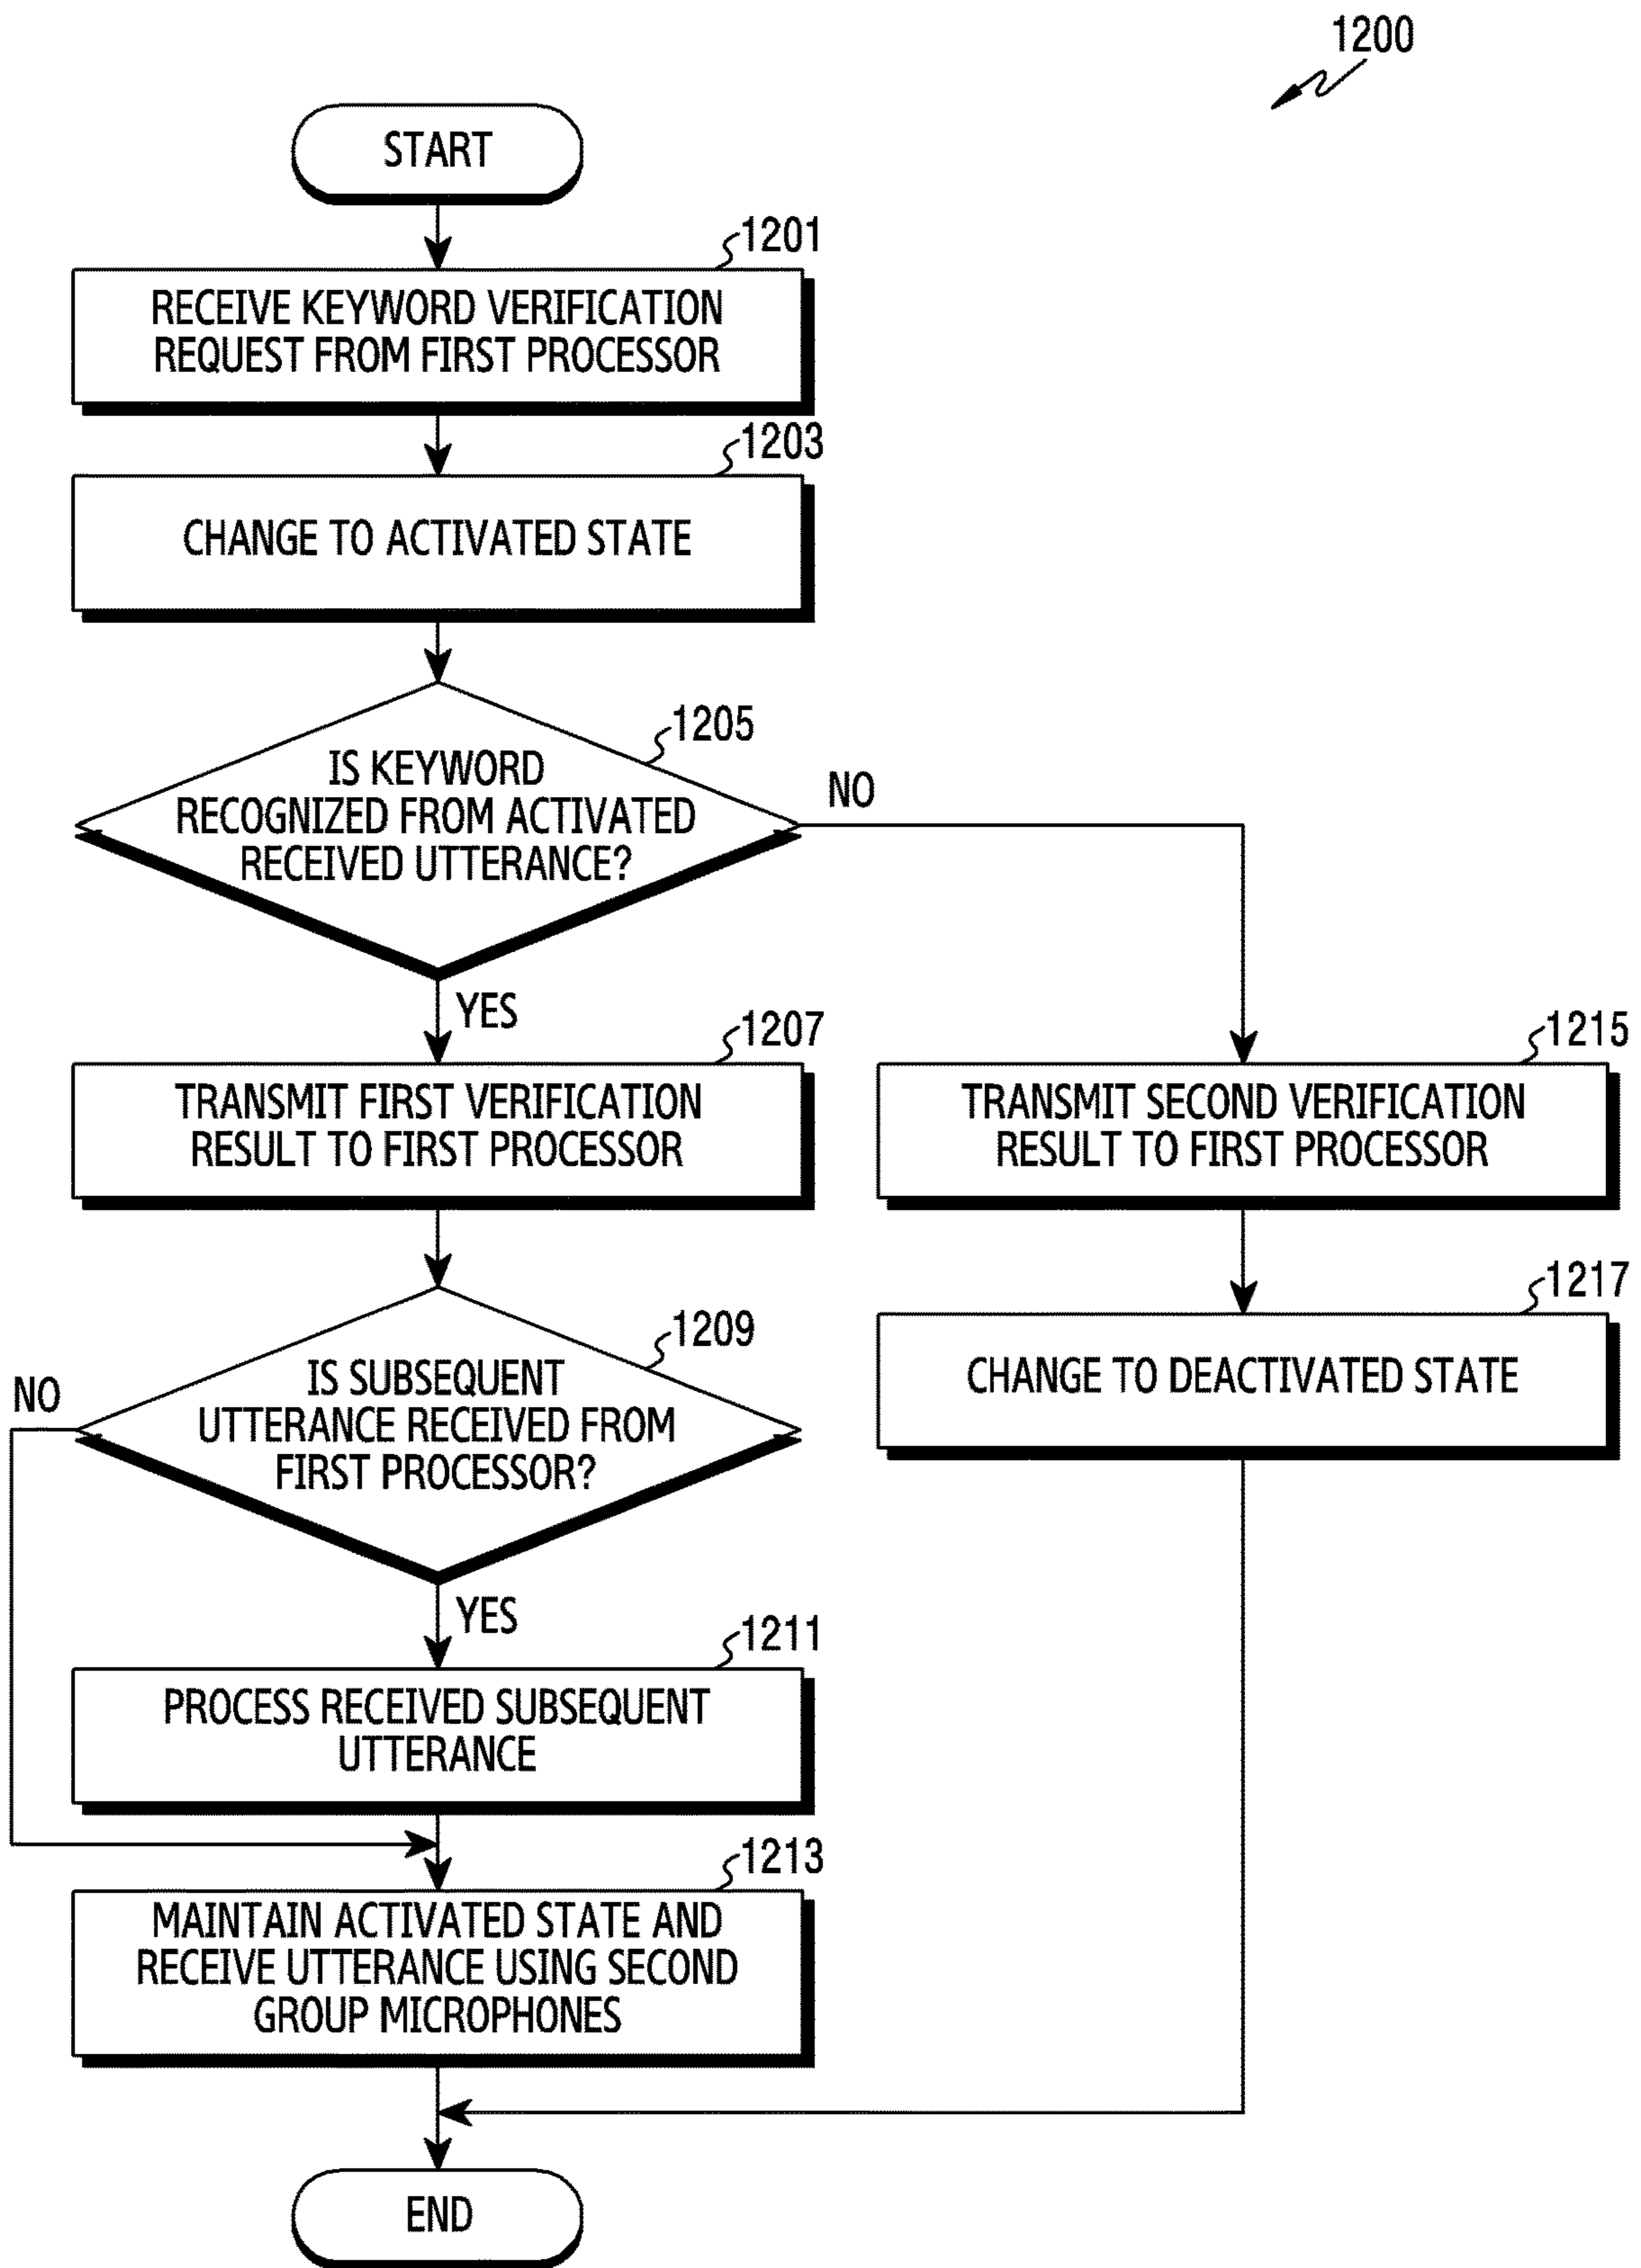 1200
START
1201
RECEIVE KEYWORD VERIFICATION
REQUEST FROM FIRST PROCESSOR
1203
CHANGE TO ACTIVATED STATE
1205
IS KEYWORD
RECOGNIZED FROM ACTIVATED
RECEIVED UTTERANCE?
NO
YES
1207
TRANSMIT FIRST VERIFICATION
RESULT TO FIRST PROCESSOR
1215
TRANSMIT SECOND VERIFICATION
RESULT TO FIRST PROCESSOR
1217
CHANGE TO DEACTIVATED STATE
1209
IS SUBSEQUENT
UTTERANCE RECEIVED FROM
FIRST PROCESSOR?
NO
YES
1211
PROCESS RECEIVED SUBSEQUENT
UTTERANCE
1213
MAINTAIN ACTIVATED STATE AND
RECEIVE UTTERANCE USING SECOND
GROUP MICROPHONES
END